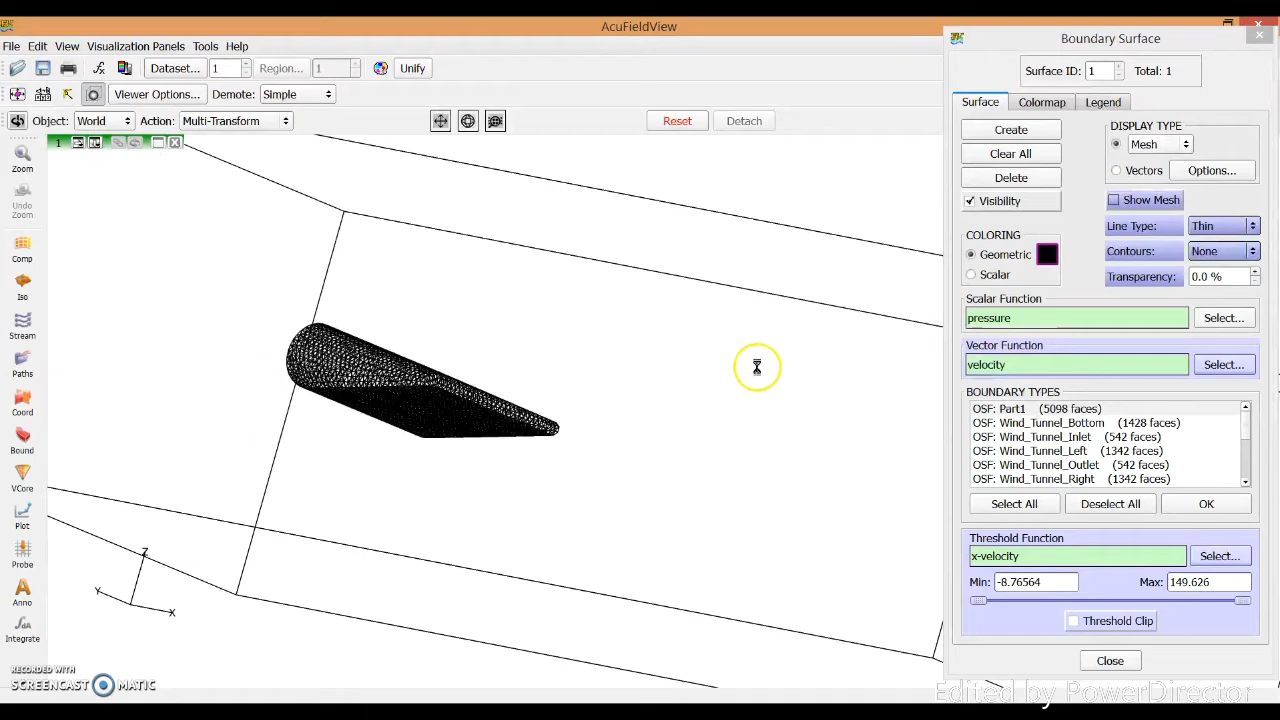 AcuFieldView
File Edit View Visualization Panels Tools Help
Dataset... 1 Region... 1 Unify
Viewer Options... Demote: Simple
Object: World Action: Multi-Transform Reset Detach
1
Zoom
Undo
Zoom
Comp
Iso
Stream
Paths
Coord
Bound
VCore
Plot
Probe
Anno
Integrate
Z
Y
X
RECORDED WITH
SCREENCAST MATIC
Boundary Surface
Surface ID: 1 Total: 1
Surface Colormap Legend
Create
Clear All
Delete
Visibility
DISPLAY TYPE
Mesh
Vectors Options...
Show Mesh
Line Type: Thin
Contours: None
Transparency: 0.0 %
COLORING
Geometric
Scalar
Scalar Function
pressure Select...
Vector Function
velocity Select...
BOUNDARY TYPES
OSF: Part1 (5098 faces)
OSF: Wind_Tunnel_Bottom (1428 faces)
OSF: Wind_Tunnel_Inlet (542 faces)
OSF: Wind_Tunnel_Left (1342 faces)
OSF: Wind_Tunnel_Outlet (542 faces)
OSF: Wind_Tunnel_Right (1342 faces)
Select All Deselect All OK
Threshold Function
x-velocity Select...
Min: -8.76564 Max: 149.626
Threshold Clip
Close
Edited by PowerDirector